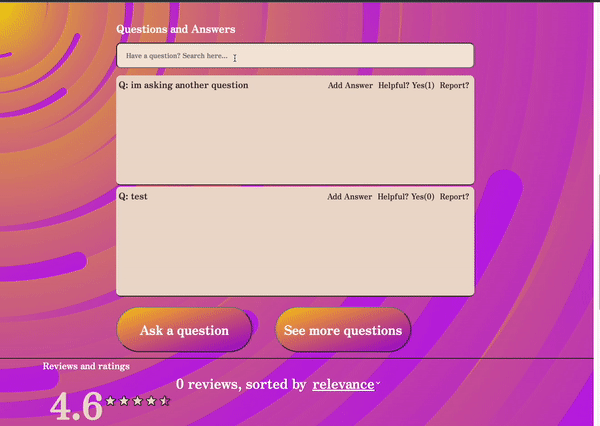 Questions and Answers
Have a question? Search here...
Q: im asking another question Add Answer Helpful? Yes(1) Report?
Q: test Add Answer Helpful? Yes(0) Report?
Ask a question See more questions
Reviews and ratings
0 reviews, sorted by relevance
4.6